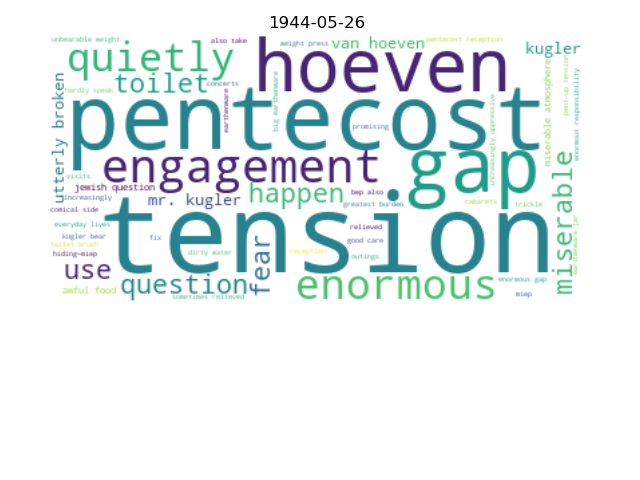 1944-05-26
unbearable weight
also take
van hoeven
pentecost reception
weight press
kugler
quietly
hoeven
toilet
concerts
hardly speak
earthenware
big earthenware
miserable atmosphere
pent-up tension
enormous responsibility
utterly broken
pentecost
promising
increasingly oppressive
engagement
gap
visits
jewish question
increasingly
mr. kugler
happen
bep also
greatest burden
cabarets
trickle
miserable
comical side
everyday lives
kugler bear
toilet brush
hiding—miep
tension
fix
relieved
good care
dirty water
reception
outings
earthenware jar
use
question
fear
enormous
enormous gap
awful food
sometimes relieved
miep